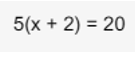 5(x + 2) = 20